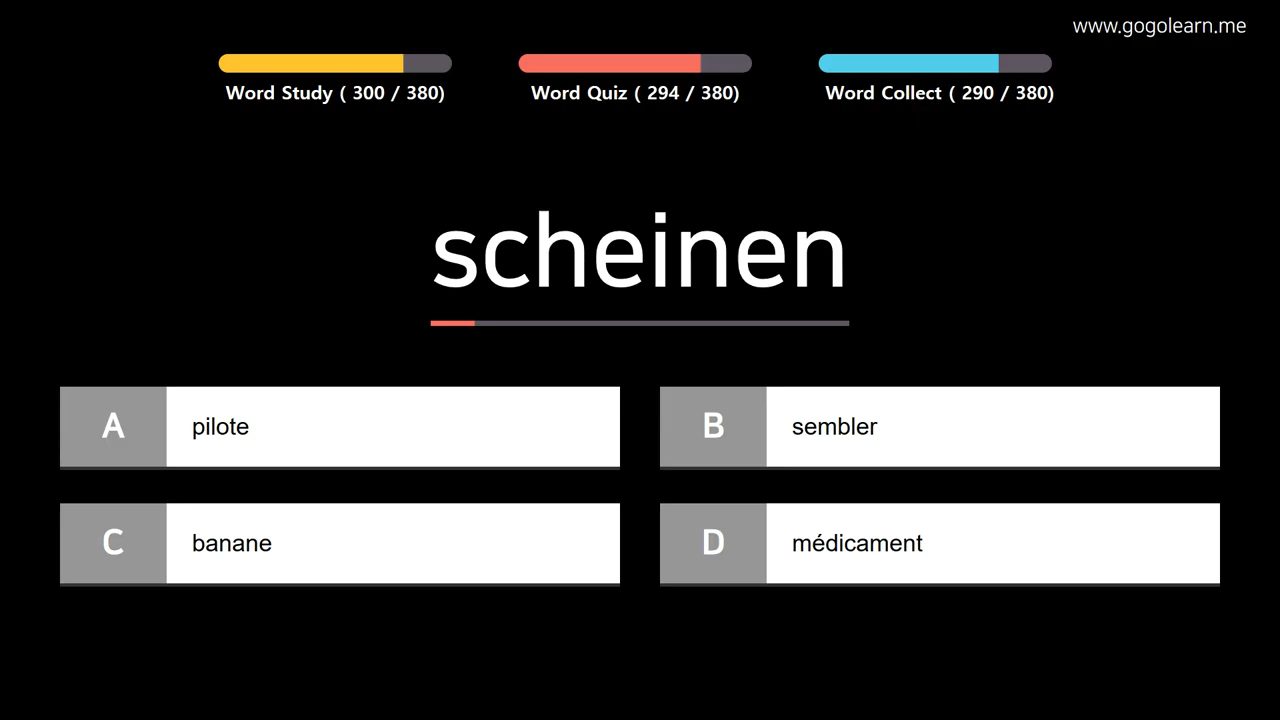 www.gogolearn.me
Word Study ( 300 / 380)
Word Quiz ( 294 / 380)
Word Collect ( 290 / 380)
scheinen
A pilote
B sembler
C banane
D médicament